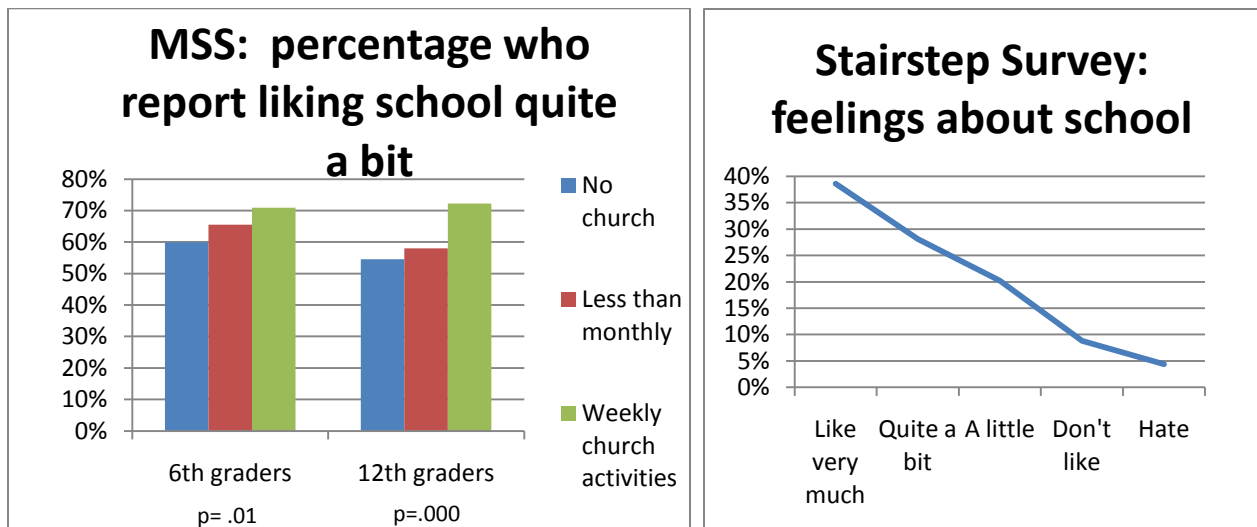 MSS: percentage who
report liking school quite
a bit
80%
70%
60%
50%
40%
30%
20%
10%
0%
6th graders
12th graders
p= .01
p=.000
No
church
Less than
monthly
Weekly
church
activities
Stairstep Survey:
feelings about school
40%
35%
30%
25%
20%
15%
10%
5%
0%
Like
very
much
Quite a
bit
A little
Don't
like
Hate